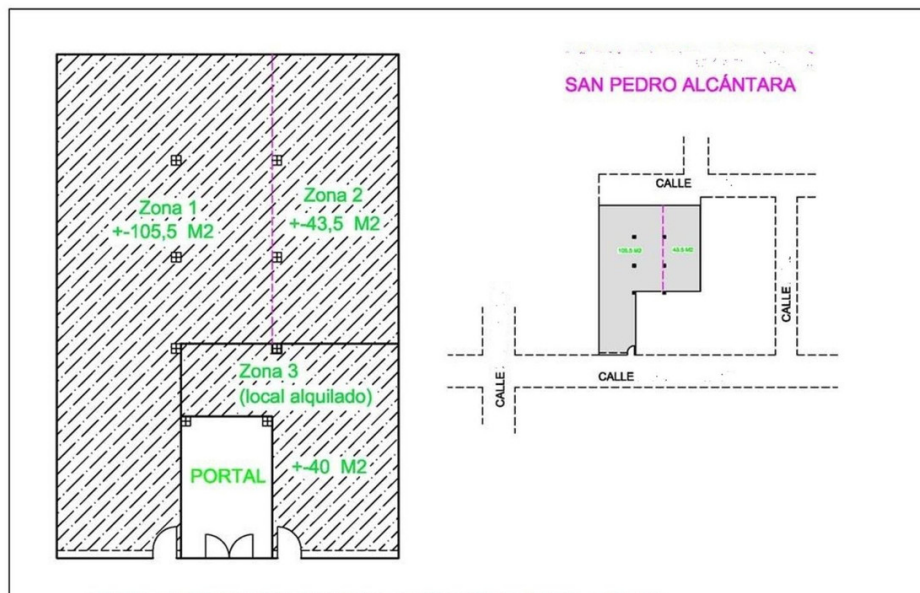 SAN PEDRO ALCÁNTARA
Zona 1
+-105,5 M2
Zona 2
+-43,5 M2
Zona 3
(local alquilado)
+-40 M2
PORTAL
CALLE
105,5 M2
43,5 M2
CALLE
CALLE
CALLE